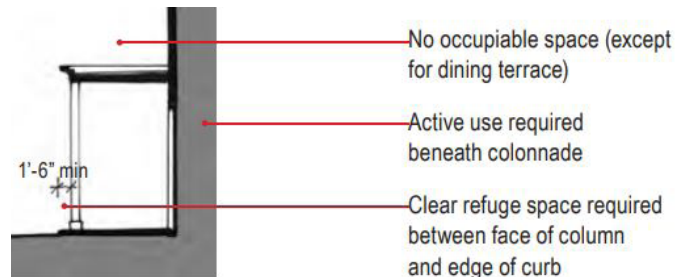 No occupiable space (except
for dining terrace)
Active use required
beneath colonnade
1'-6" min
Clear refuge space required
between face of column
and edge of curb